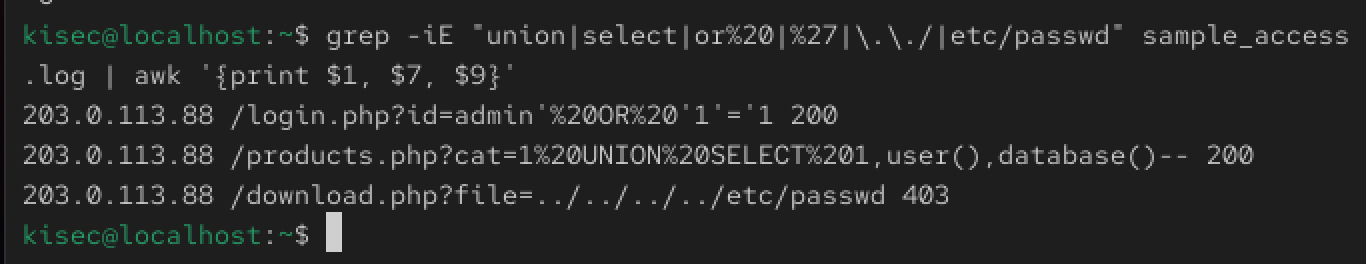 kisec@localhost:~$ grep -iE "union|select|or%20|%27|\.\./|etc/passwd" sample_access
.log | awk '{print $1, $7, $9}'
203.0.113.88 /login.php?id=admin'%20OR%20'1'='1 200
203.0.113.88 /products.php?cat=1%20UNION%20SELECT%201,user(),database()-- 200
203.0.113.88 /download.php?file=../../../../etc/passwd 403
kisec@localhost:~$